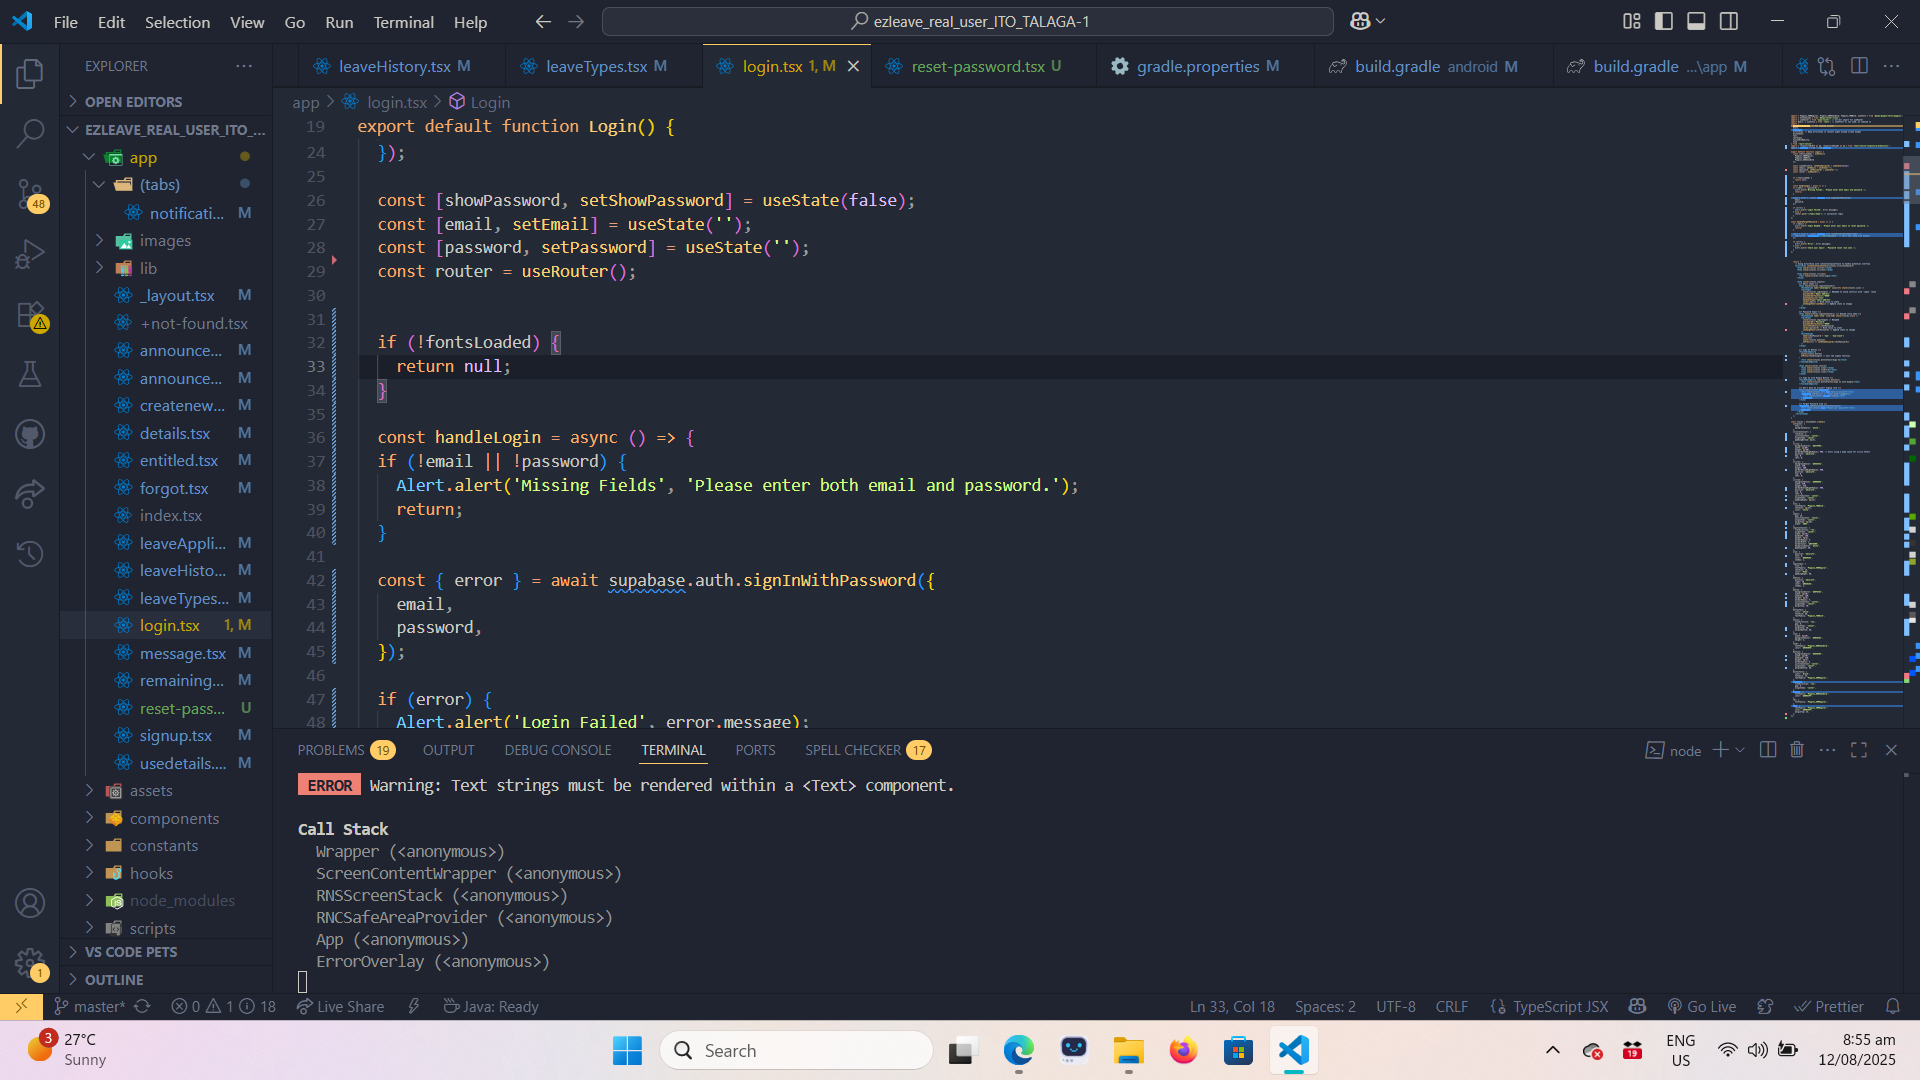 File Edit Selection View Go Run Terminal Help
ezleave_real_user_ITO_TALAGA-1
EXPLORER
leaveHistory.tsx M
leaveTypes.tsx M
login.tsx 1, M
reset-password.tsx U
gradle.properties M
build.gradle android M
build.gradle ...\app M
OPEN EDITORS
EZLEAVE_REAL_USER_ITO_...
app
(tabs)
notificati... M
images
lib
_layout.tsx M
+not-found.tsx
announce... M
announce... M
createnew... M
details.tsx M
entitled.tsx M
forgot.tsx M
index.tsx
leaveAppli... M
leaveHisto... M
leaveTypes... M
login.tsx 1, M
message.tsx M
remaining... M
reset-pass... U
signup.tsx M
usedetails.... M
assets
components
constants
hooks
node_modules
scripts
VS CODE PETS
OUTLINE
48
1
app > login.tsx > Login
19 export default function Login() {
24 });
25
26 const [showPassword, setShowPassword] = useState(false);
27 const [email, setEmail] = useState('');
28 const [password, setPassword] = useState('');
29 const router = useRouter();
30
31
32 if (!fontsLoaded) {
33 return null;
34 }
35
36 const handleLogin = async () => {
37 if (!email || !password) {
38 Alert.alert('Missing Fields', 'Please enter both email and password.');
39 return;
40 }
41
42 const { error } = await supabase.auth.signInWithPassword({
43 email,
44 password,
45 });
46
47 if (error) {
48 Alert.alert('Login Failed', error.message);
PROBLEMS 19 OUTPUT DEBUG CONSOLE TERMINAL PORTS SPELL CHECKER 17
node
ERROR Warning: Text strings must be rendered within a <Text> component.
Call Stack
Wrapper (<anonymous>)
ScreenContentWrapper (<anonymous>)
RNSScreenStack (<anonymous>)
RNCSafeAreaProvider (<anonymous>)
App (<anonymous>)
ErrorOverlay (<anonymous>)
master* 0 1 18 Live Share Java: Ready
Ln 33, Col 18 Spaces: 2 UTF-8 CRLF TypeScript JSX Go Live Prettier
3
27°C
Sunny
Search
19
ENG
US
8:55 am
12/08/2025